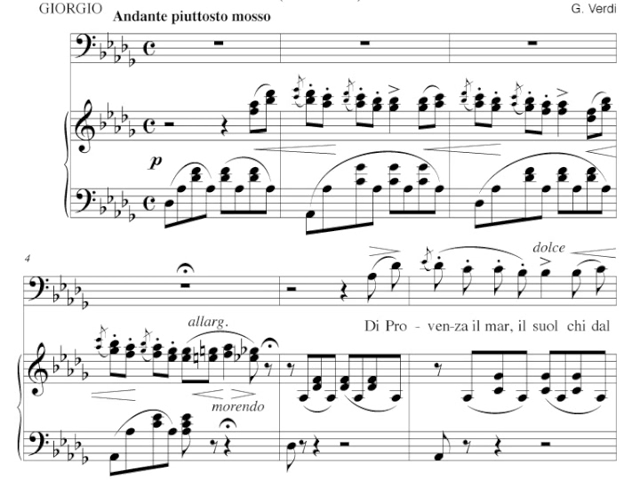 GIORGIO
Andante piuttosto mosso
G. Verdi
p
4
dolce
allarg.
Di Pro - ven-za il mar, il suol chi dal
morendo